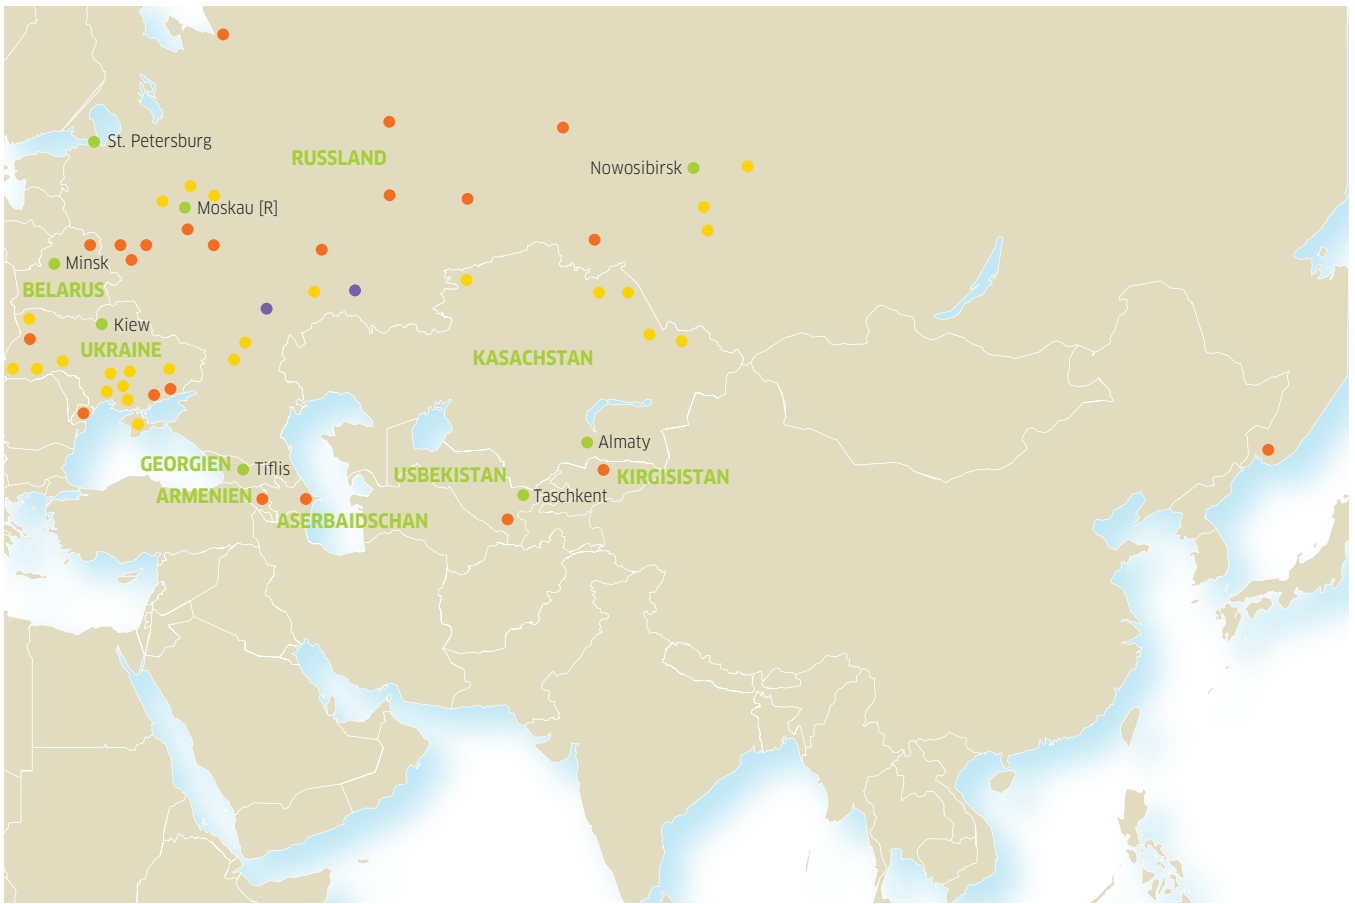 St. Petersburg
RUSSLAND
Nowosibirsk
Moskau [R]
Minsk
BELARUS
Kiew
UKRAINE
KASACHSTAN
Almaty
GEORGIEN
Tiflis
USBEKISTAN
KIRGISISTAN
ARMENIEN
Taschkent
ASERBAIDSCHAN